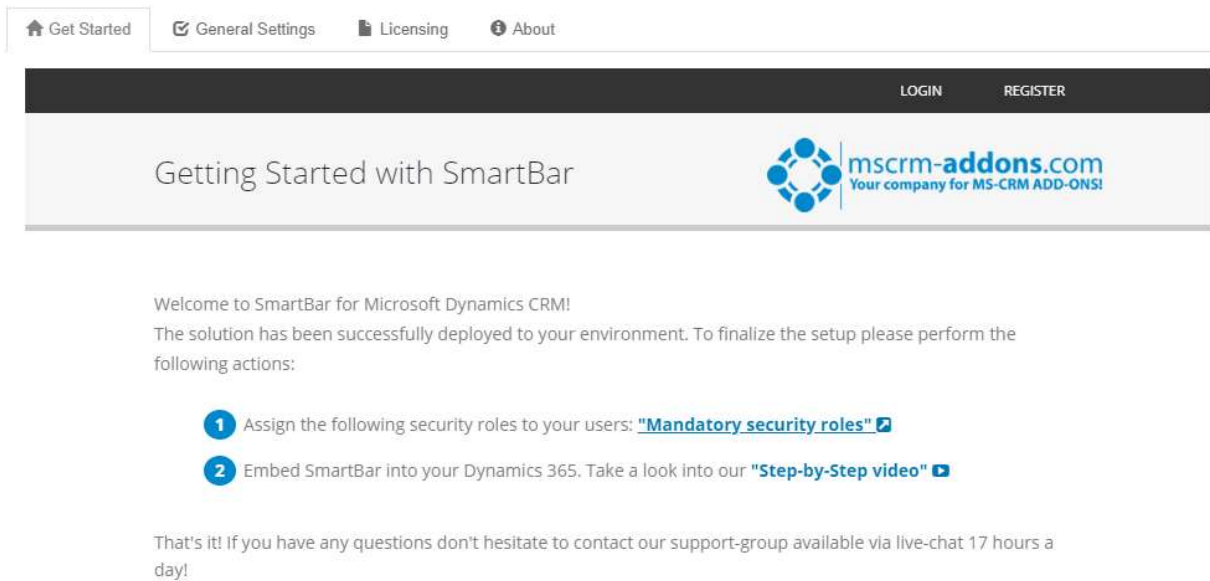 Get Started General Settings Licensing About
LOGIN REGISTER
Getting Started with SmartBar
mscrm-addons.com
Your company for MS-CRM ADD-ONS!
Welcome to SmartBar for Microsoft Dynamics CRM!
The solution has been successfully deployed to your environment. To finalize the setup please perform the
following actions:
1 Assign the following security roles to your users: "Mandatory security roles"
2 Embed SmartBar into your Dynamics 365. Take a look into our "Step-by-Step video"
That's it! If you have any questions don't hesitate to contact our support-group available via live-chat 17 hours a
day!